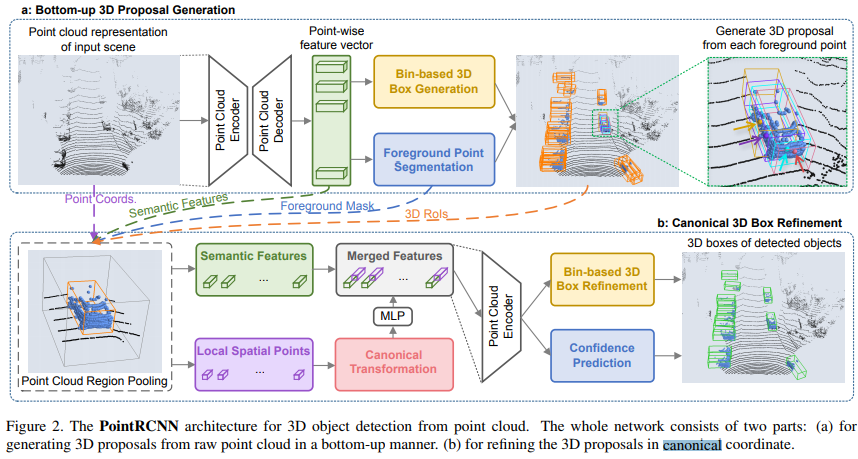 a: Bottom-up 3D Proposal Generation
Point cloud representation
of input scene
Point-wise
feature vector
Generate 3D proposal
from each foreground point
Point Cloud
Encoder
Point Cloud
Decoder
Bin-based 3D
Box Generation
Foreground Point
Segmentation
Point Coords.
Semantic Features
Foreground Mask
3D RoIs
b: Canonical 3D Box Refinement
Semantic Features
...
Merged Features
...
MLP
Local Spatial Points
...
Canonical
Transformation
Point Cloud Region Pooling
Point Cloud
Encoder
Bin-based 3D
Box Refinement
Confidence
Prediction
3D boxes of detected objects
Figure 2. The PointRCNN architecture for 3D object detection from point cloud. The whole network consists of two parts: (a) for
generating 3D proposals from raw point cloud in a bottom-up manner. (b) for refining the 3D proposals in canonical coordinate.